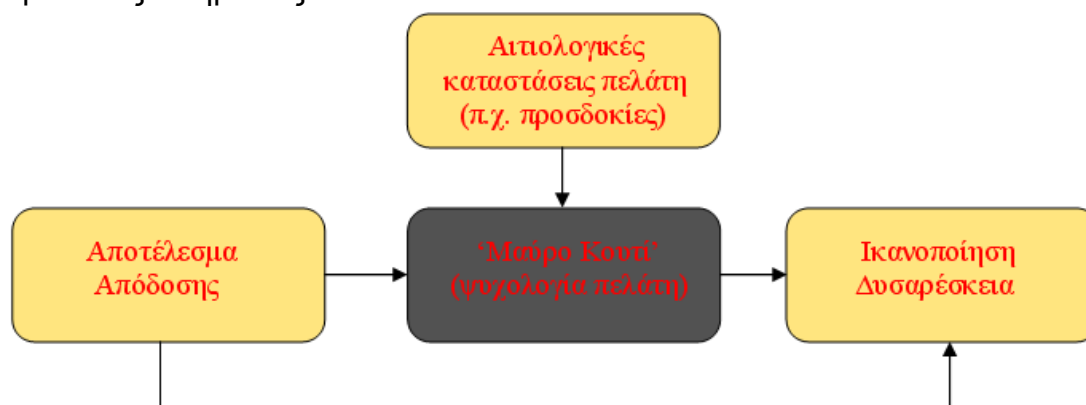 Αιτιολογικές
καταστάσεις πελάτη
(π.χ. προσδοκίες)
Αποτέλεσμα
Απόδοσης
‘Μαύρο Κουτί’
(ψυχολογία πελάτη)
Ικανοποίηση
Δυσαρέσκεια